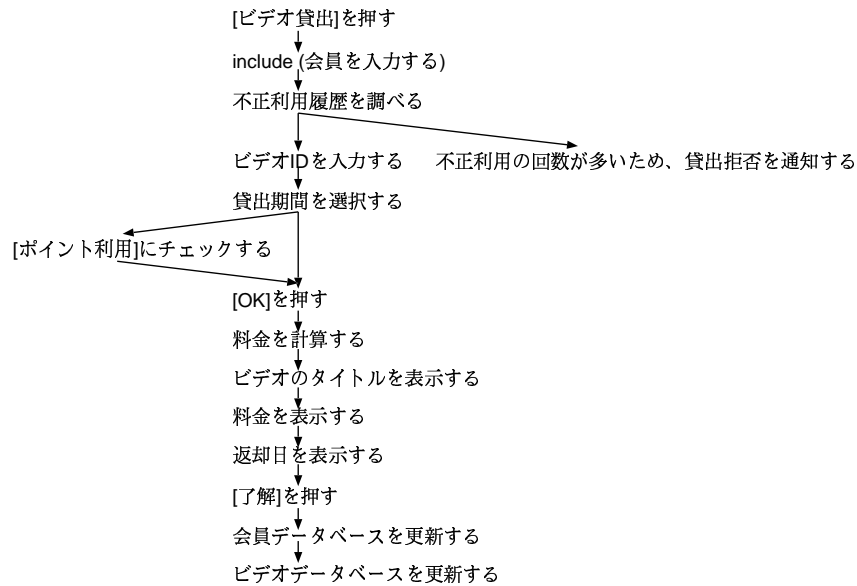 [ビデオ貸出]を押す
include (会員を入力する)
不正利用履歴を調べる
ビデオIDを入力する
不正利用の回数が多いため、貸出拒否を通知する
貸出期間を選択する
[ポイント利用]にチェックする
[OK]を押す
料金を計算する
ビデオのタイトルを表示する
料金を表示する
返却日を表示する
[了解]を押す
会員データベースを更新する
ビデオデータベースを更新する